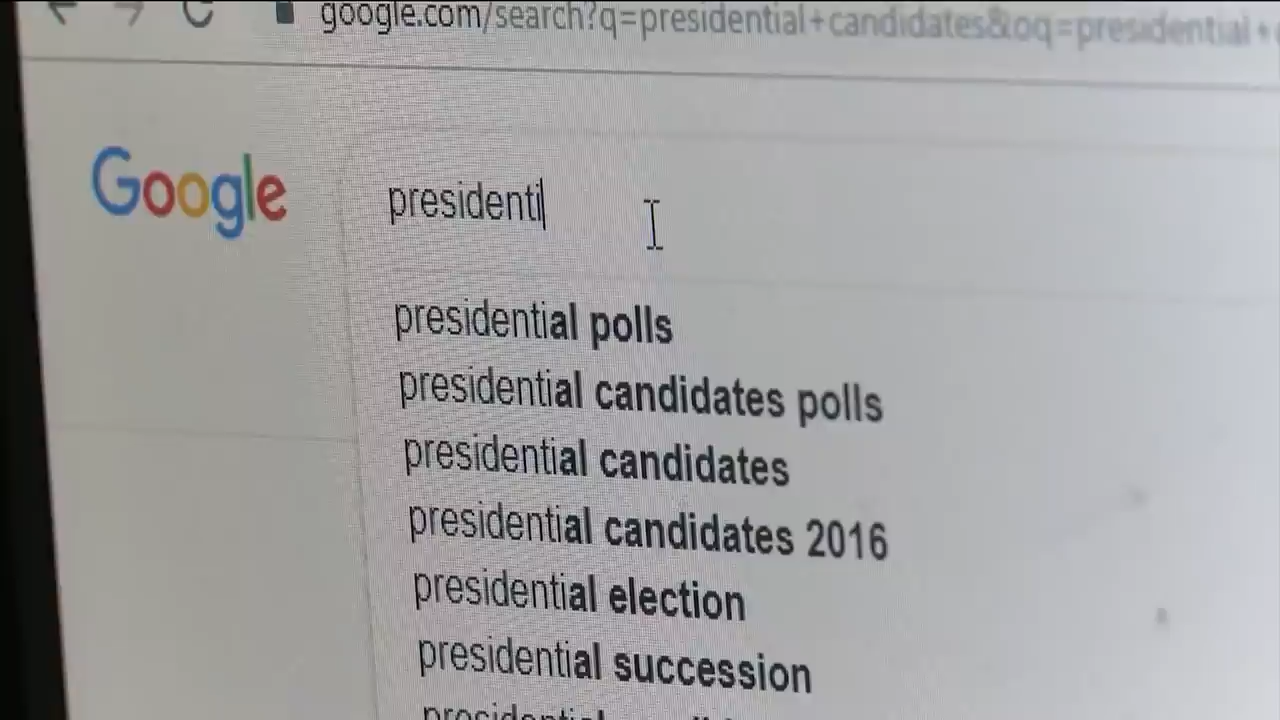 google.com/search?q=presidential+candidates&oq=presidential+
Google
presidenti
presidential polls
presidential candidates polls
presidential candidates
presidential candidates 2016
presidential election
presidential succession
presidential